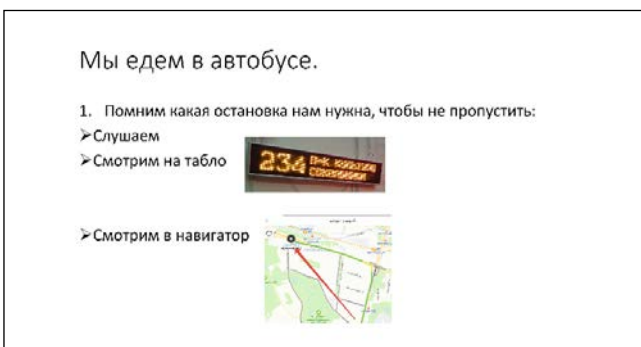 Мы едем в автобусе.
1. Помним какая остановка нам нужна, чтобы не пропустить:
➢Слушаем
➢Смотрим на табло
234
➢Смотрим в навигатор